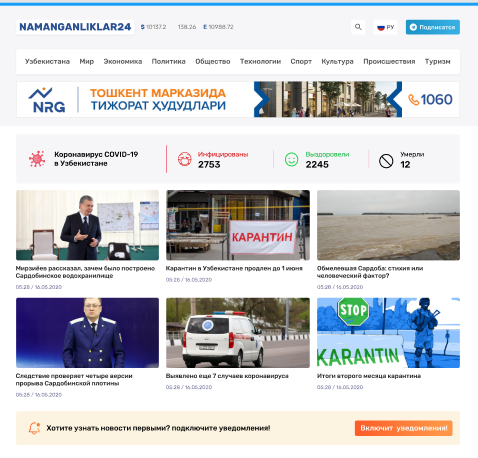 NAMANGANLIKLAR24
$ 10137.2
138.26
€ 10988.72
РУ
Подписатся
Узбекистана Мир Экономика Политика Общество Технологии Спорт Культура Происшествия Туризм
NRG
ТОШКЕНТ МАРКАЗИДА
ТИЖОРАТ ҲУДУДЛАРИ
1060
Коронавирус COVID-19
в Узбекистане
Инфицированы
2753
Выздоровели
2245
Умерли
12
КАРАНТИН
Мирзиёев рассказал, зачем было построено
Сардобинское водохранилище
05:28 / 16.05.2020
Карантин в Узбекистане продлен до 1 июня
05:28 / 16.05.2020
Обмелевшая Сардоба: стихия или
человеческий фактор?
05:28 / 16.05.2020
STOP
KARANTIN
Следствие проверяет четыре версии
прорыва Сардобинской плотины
05:28 / 16.05.2020
Выявлено еще 7 случаев коронавируса
05:28 / 16.05.2020
Итоги второго месяца карантина
05:28 / 16.05.2020
Хотите узнать новости первыми? подключите уведомления!
Включит уведомления!